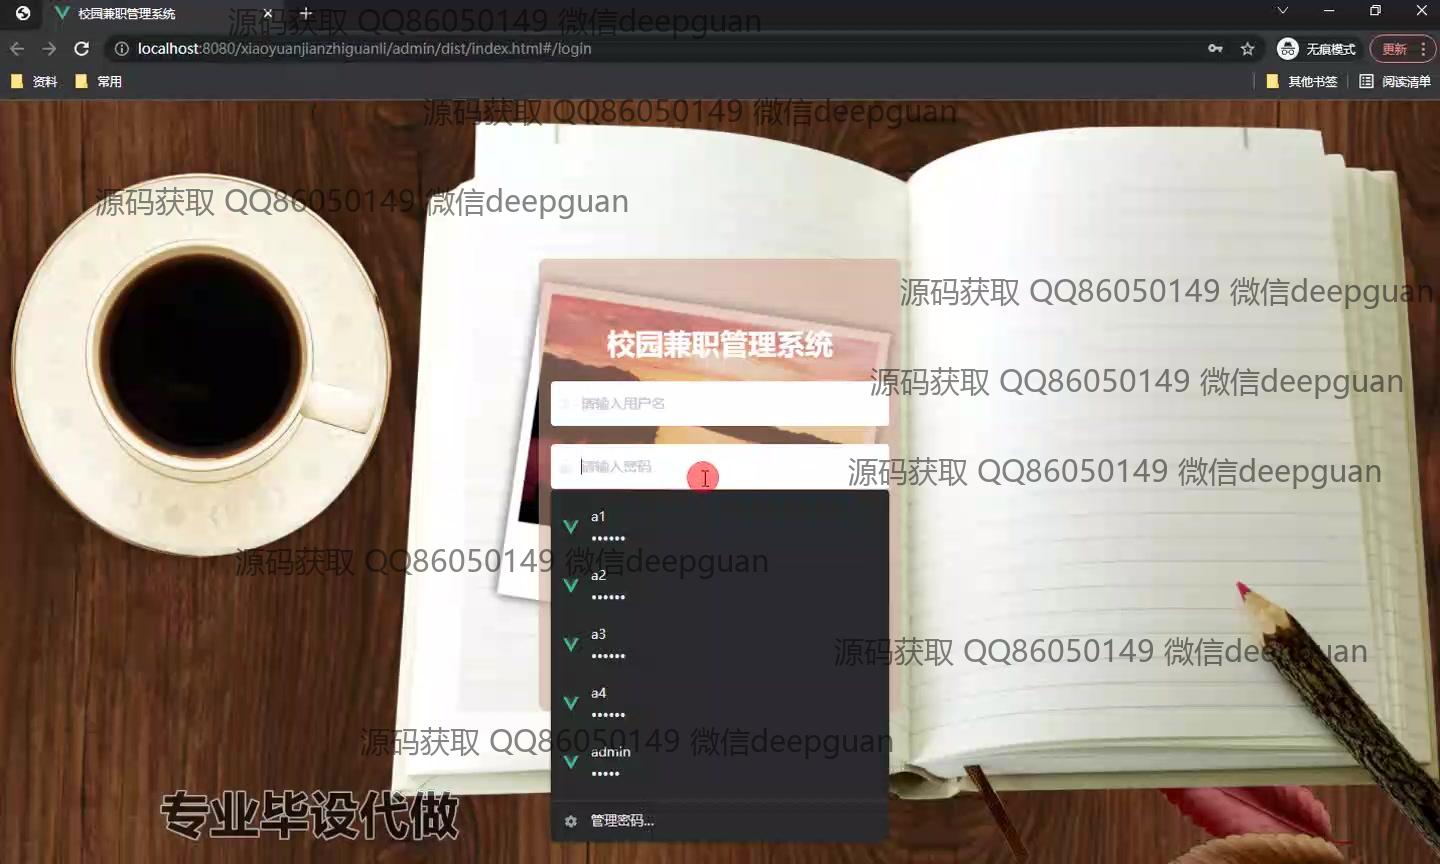 校园兼职管理系统
源码获取 QQ86050149 微信deepguan
localhost:8080/xiaoyuanjianzhiguanli/admin/dist/index.html#/login
无痕模式
更新
资料
常用
其他书签
阅读清单
源码获取 QQ86050149 微信deepguan
源码获取 QQ86050149 微信deepguan
源码获取 QQ86050149 微信deepguan
校园兼职管理系统
源码获取 QQ86050149 微信deepguan
请输入用户名
请输入密码
源码获取 QQ86050149 微信deepguan
a1
••••••
源码获取 QQ86050149 微信deepguan
a2
••••••
a3
••••••
源码获取 QQ86050149 微信deepguan
a4
••••••
源码获取 QQ86050149 微信deepguan
admin
•••••
专业毕设代做
管理密码...